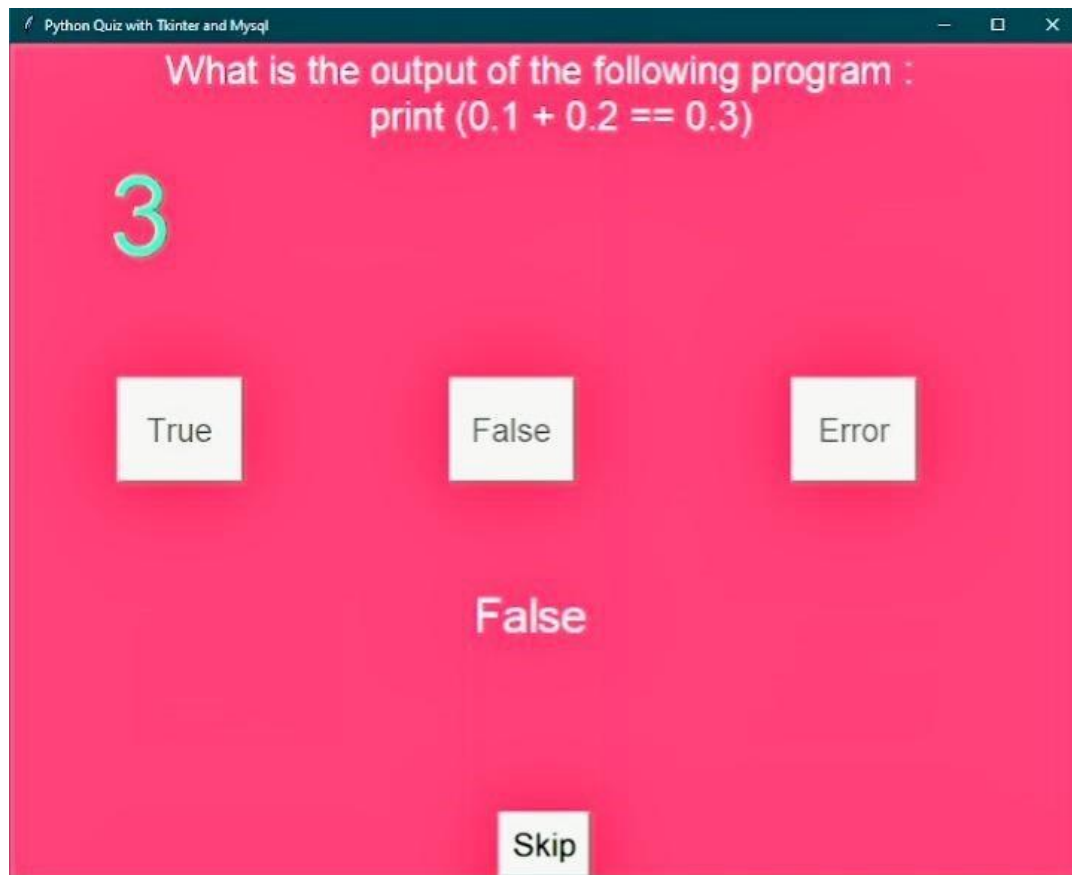 Python Quiz with Tkinter and Mysql
What is the output of the following program :
print (0.1 + 0.2 == 0.3)
3
True
False
Error
False
Skip